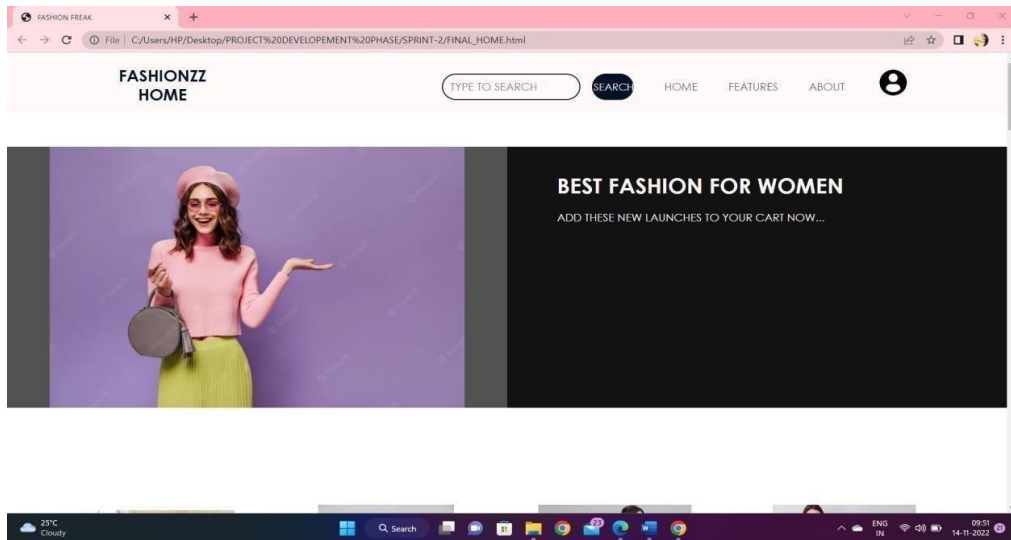 FASHION FREAK
File | C:/Users/HP/Desktop/PROJECT%20DEVELOPEMENT%20PHASE/SPRINT-2/FINAL_HOME.html
FASHIONZZ
HOME
TYPE TO SEARCH
SEARCH
HOME
FEATURES
ABOUT
BEST FASHION FOR WOMEN
ADD THESE NEW LAUNCHES TO YOUR CART NOW...
25°C
Cloudy
Search
23
ENG
IN
09:51
14-11-2022